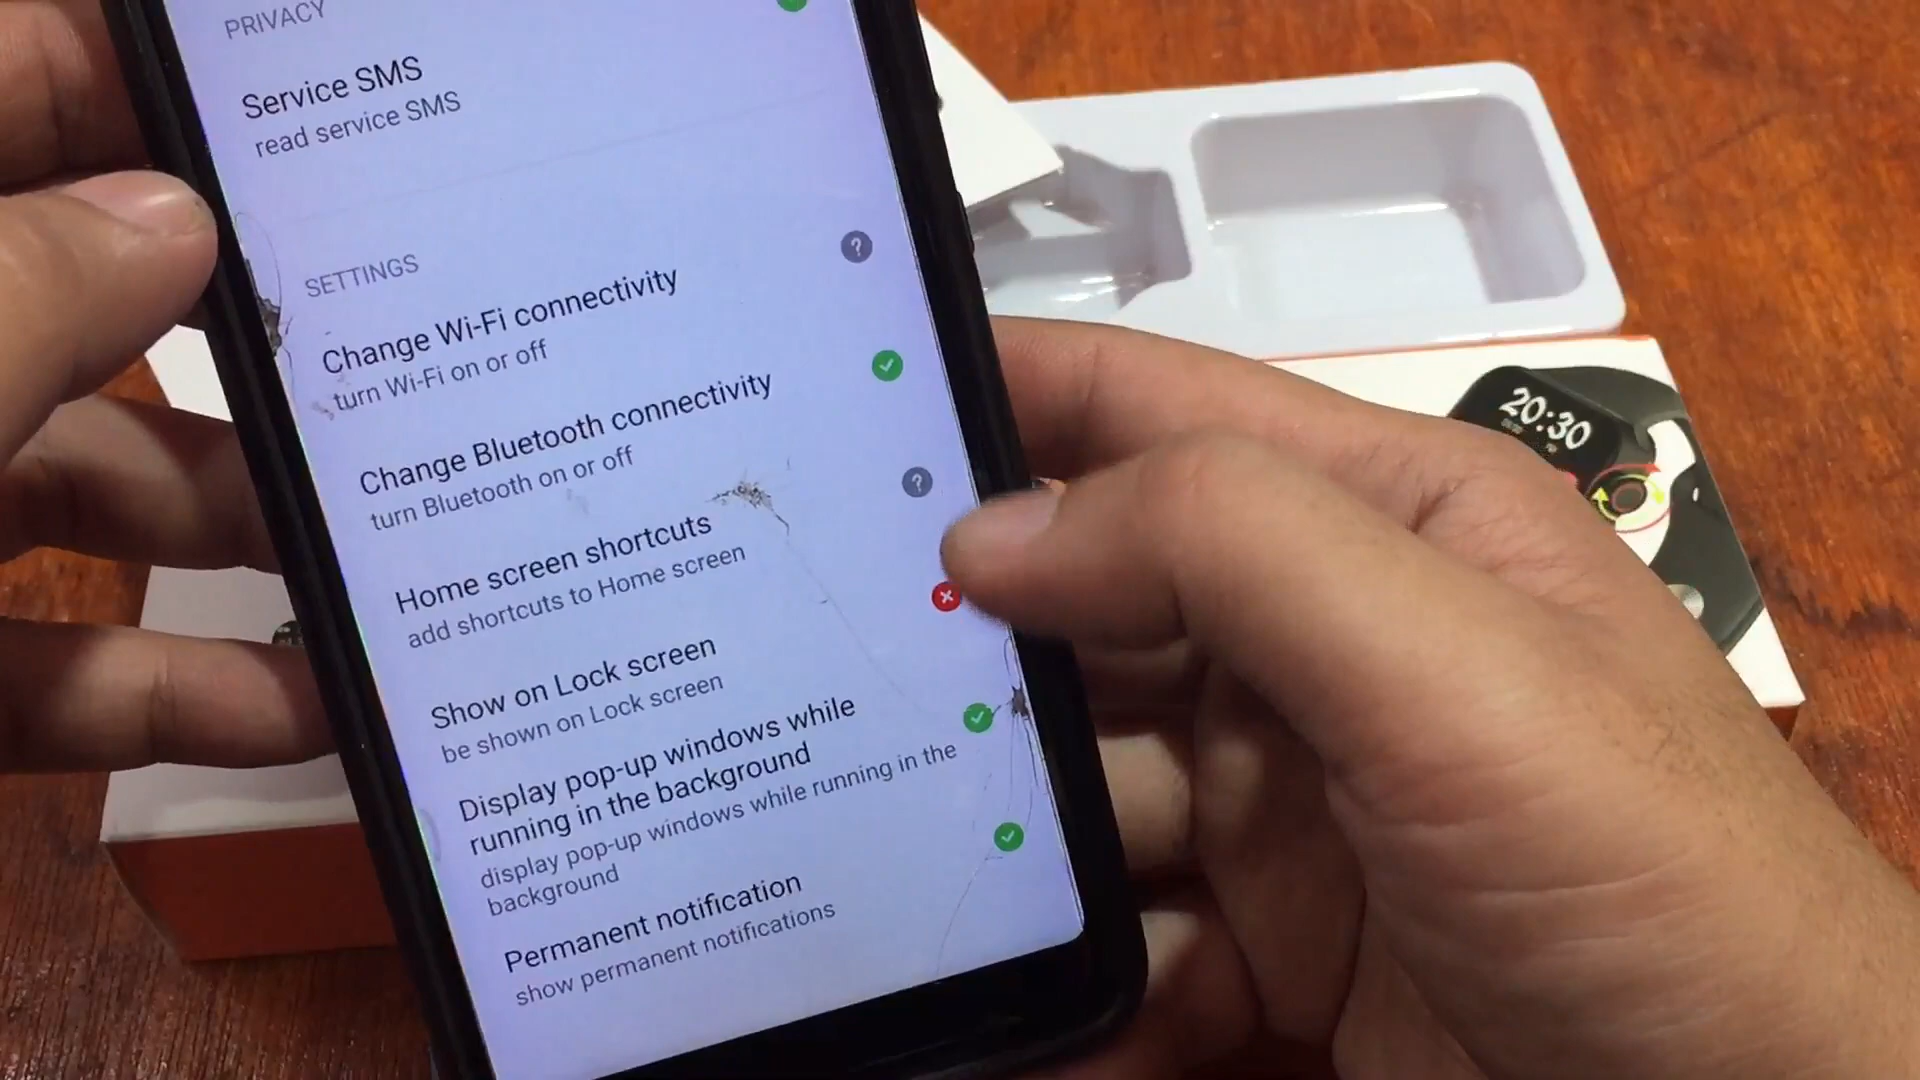 PRIVACY
Service SMS
read service SMS
SETTINGS
Change Wi-Fi connectivity
turn Wi-Fi on or off
Change Bluetooth connectivity
turn Bluetooth on or off
Home screen shortcuts
add shortcuts to Home screen
Show on Lock screen
be shown on Lock screen
Display pop-up windows while
running in the background
display pop-up windows while running in the
background
Permanent notification
show permanent notifications
20:30